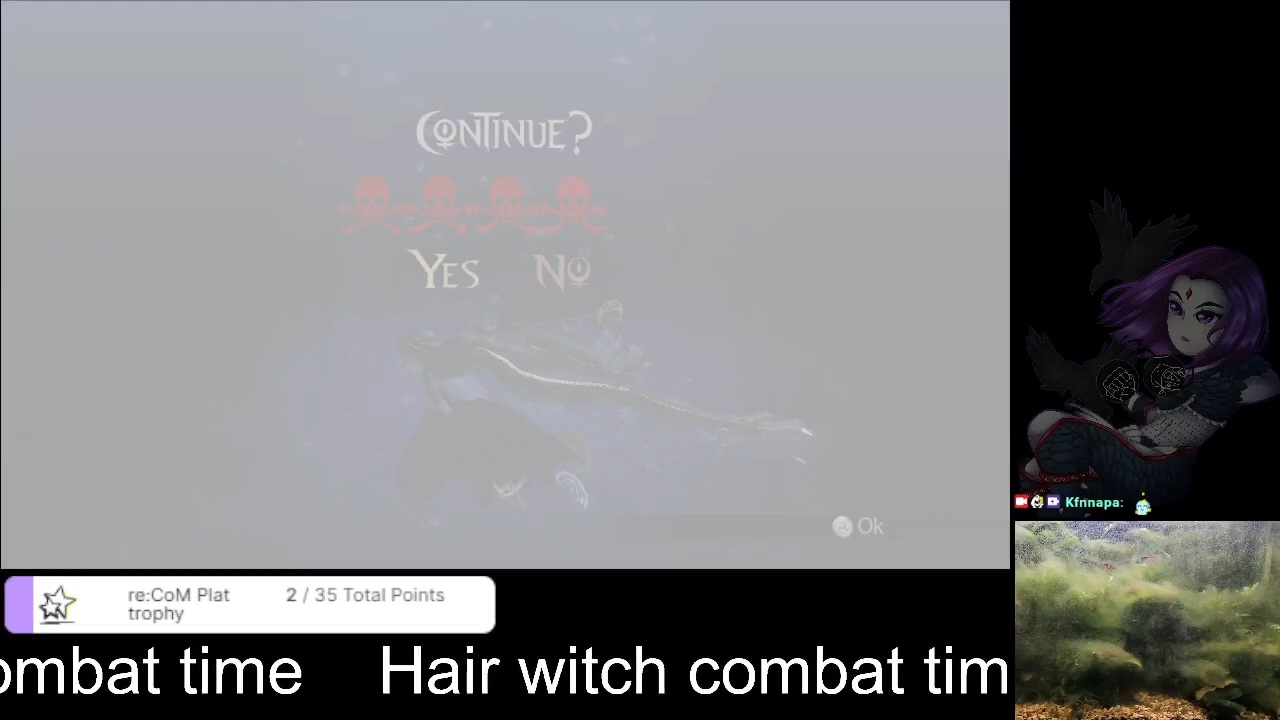 CONTINUE?
YES NO
A Ok
Kfnnapa:
re:CoM Plat trophy
2 / 35 Total Points
ombat time Hair witch combat tim